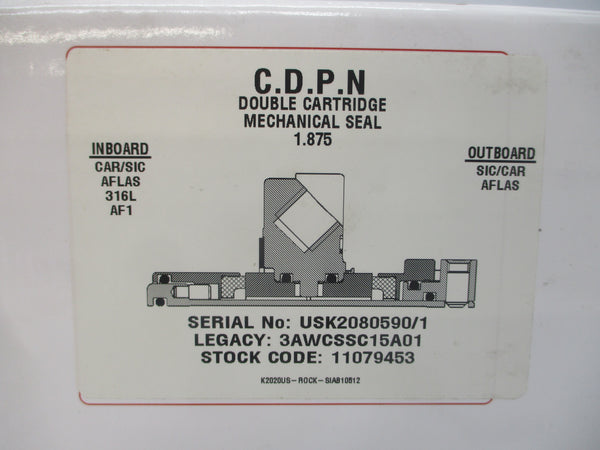 C.D.P.N
DOUBLE CARTRIDGE
MECHANICAL SEAL
1.875
INBOARD
CAR/SIC
AFLAS
316L
AF1
OUTBOARD
SIC/CAR
AFLAS
SERIAL No: USK2080590/1
LEGACY: 3AWCSSC15A01
STOCK CODE: 11079453
K2020US-ROCK-SIAB10812